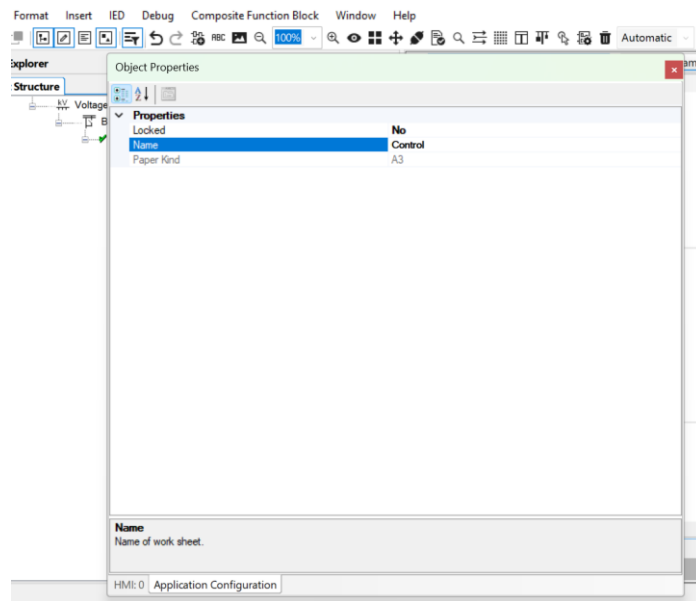 Format Insert IED Debug Composite Function Block Window Help
ABC 100% Automatic
Explorer
Object Properties
Structure
Voltage
Properties
B
Locked No
Name Control
Paper Kind A3
Name
Name of work sheet.
HMI: 0 Application Configuration